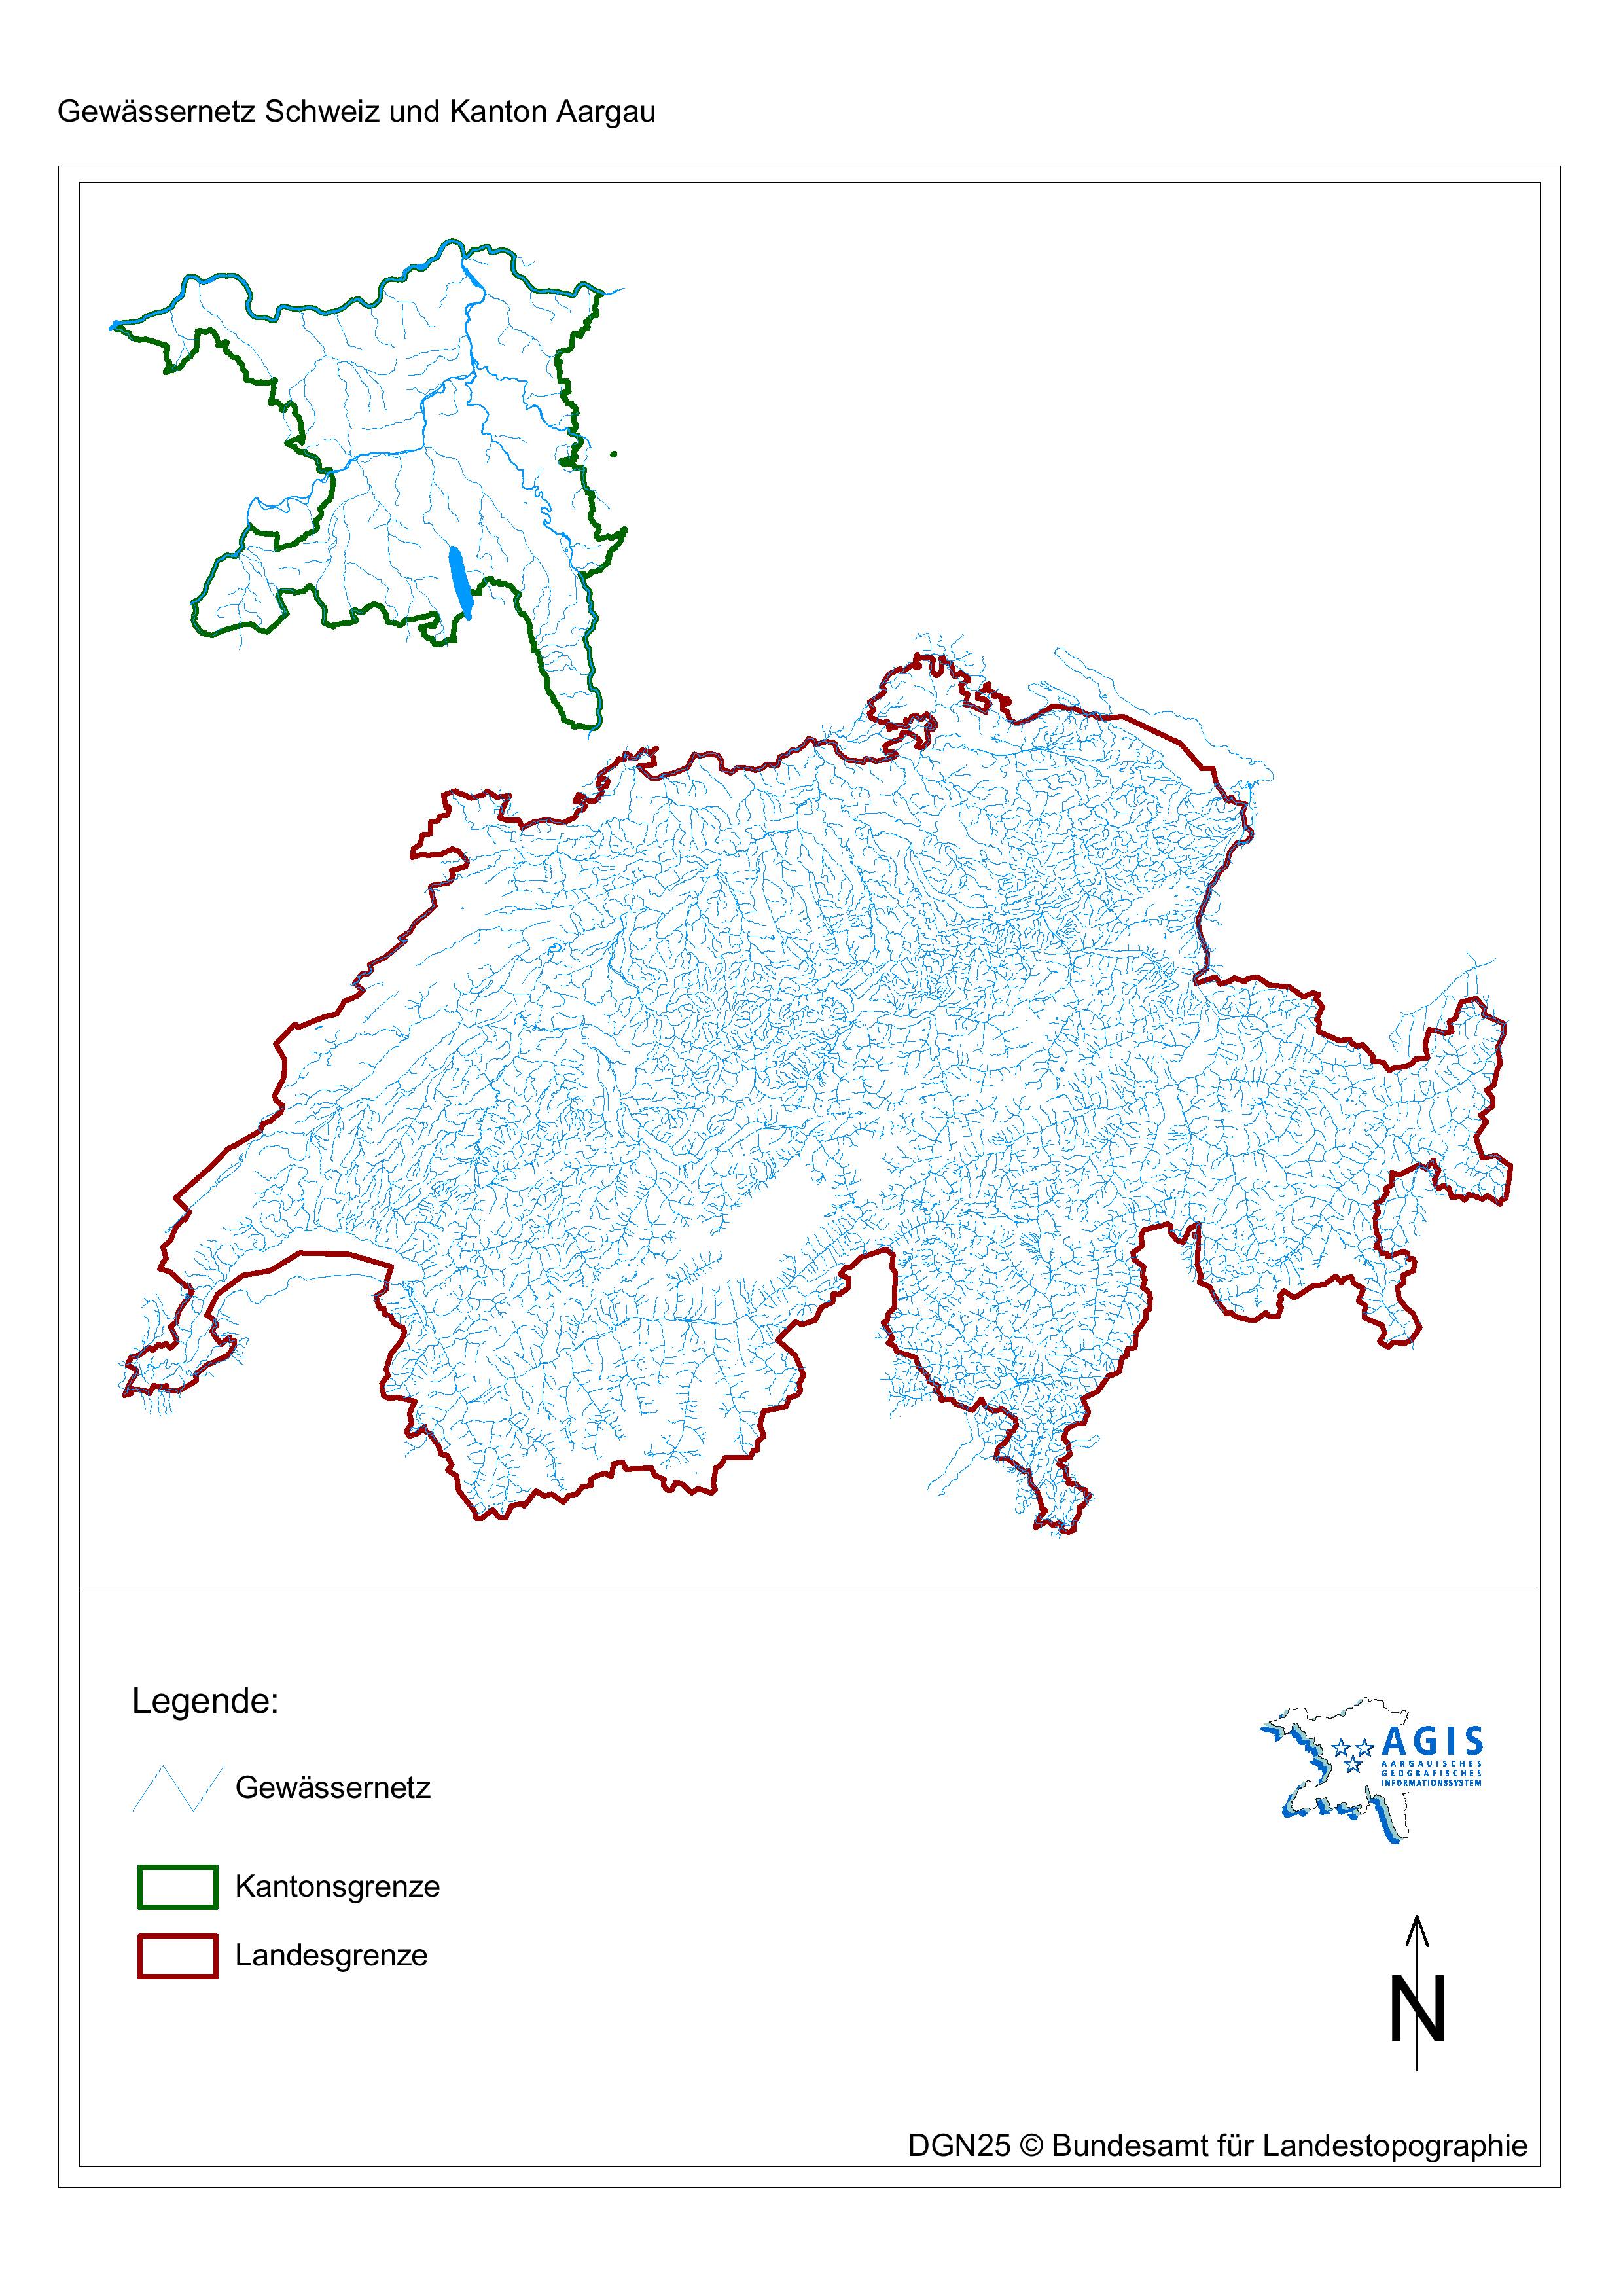 Gewässernetz Schweiz und Kanton Aargau
Legende:
Gewässernetz
Kantonsgrenze
Landesgrenze
AGIS
AARGAUISCHES
GEOGRAFISCHES
INFORMATIONSSYSTEM
N
DGN25 © Bundesamt für Landestopographie